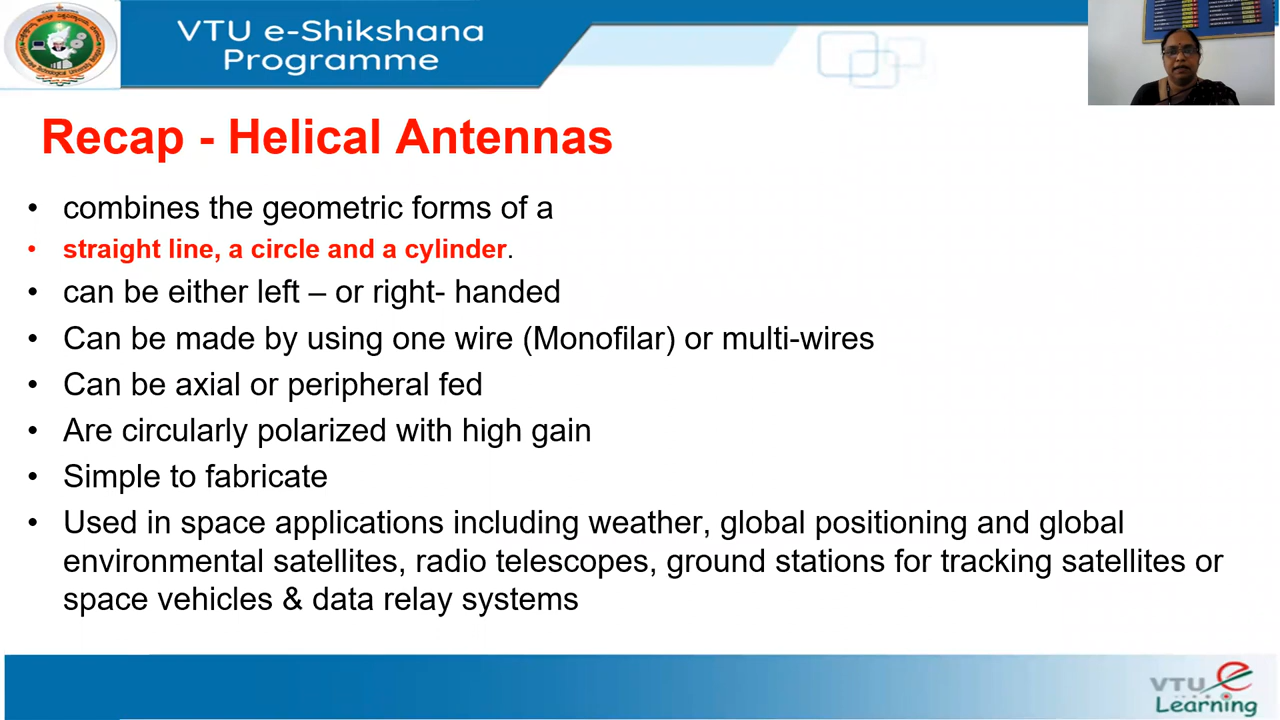 VTU e-Shikshana
Programme
Recap - Helical Antennas
• combines the geometric forms of a
• straight line, a circle and a cylinder.
• can be either left – or right- handed
• Can be made by using one wire (Monofilar) or multi-wires
• Can be axial or peripheral fed
• Are circularly polarized with high gain
• Simple to fabricate
• Used in space applications including weather, global positioning and global
environmental satellites, radio telescopes, ground stations for tracking satellites or
space vehicles & data relay systems
VTU e
Learning